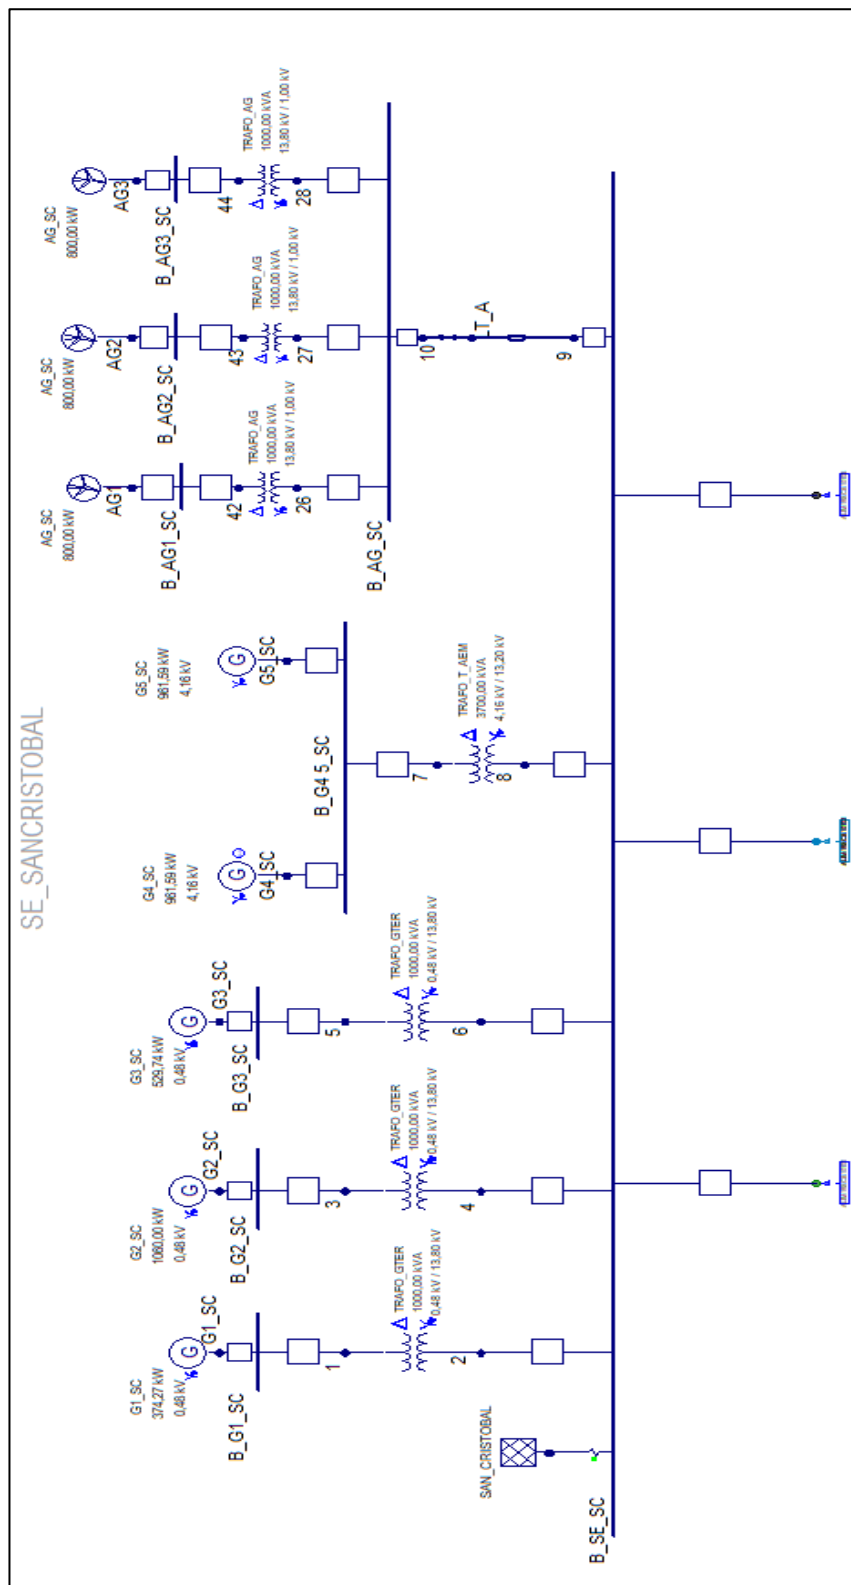 SE_SANCRISTOBAL
G1_SC
374,27 kW
0,48 kV
G1_SC
B_G1_SC
1
TRAFO_GTER
1000,00 kVA
0,48 kV / 13,80 kV
2
G2_SC
1080,00 kW
0,48 kV
G2_SC
B_G2_SC
3
TRAFO_GTER
1000,00 kVA
0,48 kV / 13,80 kV
4
G3_SC
529,74 kW
0,48 kV
G3_SC
B_G3_SC
5
TRAFO_GTER
1000,00 kVA
0,48 kV / 13,80 kV
6
G4_SC
961,59 kW
4,16 kV
G4_SC
G5_SC
961,59 kW
4,16 kV
G5_SC
B_G4 5_SC
7
TRAFO_T_AEM
3700,00 kVA
4,16 kV / 13,20 kV
8
AG_SC
800,00 kW
AG1
B_AG1_SC
42
TRAFO_AG
1000,00 kVA
13,80 kV / 1,00 kV
26
AG_SC
800,00 kW
AG2
B_AG2_SC
43
TRAFO_AG
1000,00 kVA
13,80 kV / 1,00 kV
27
AG_SC
800,00 kW
AG3
B_AG3_SC
44
TRAFO_AG
1000,00 kVA
13,80 kV / 1,00 kV
28
B_AG_SC
10
_T_A
9
SAN_CRISTOBAL
B_SE_SC
G
G
G
G
G